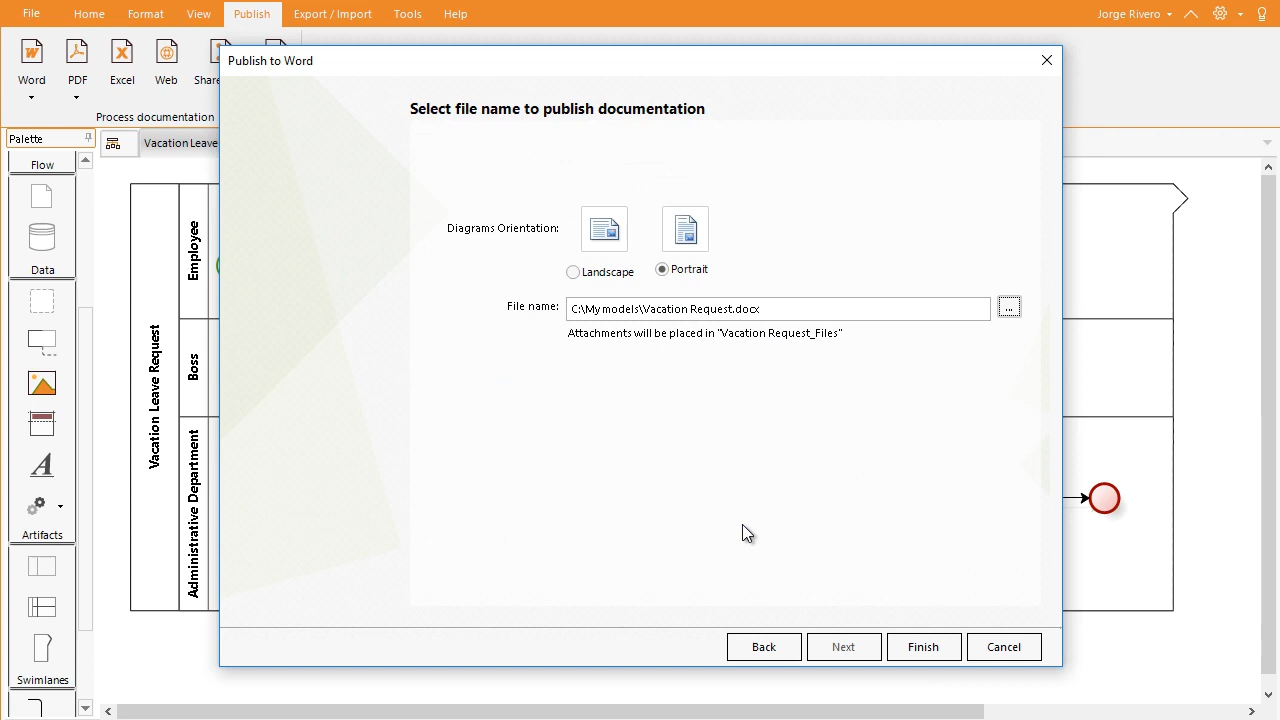 File Home Format View Publish Export / Import Tools Help Jorge Rivero
Word PDF Excel Web Share
Process documentation
Publish to Word
Select file name to publish documentation
Diagrams Orientation:
Landscape Portrait
File name: C:\My models\Vacation Request.docx ...
Attachments will be placed in "Vacation Request_Files"
Back Next Finish Cancel
Palette
Flow
Data
Artifacts
Swimlanes
Vacation Leave
Vacation Leave Request
Employee
Boss
Administrative Department